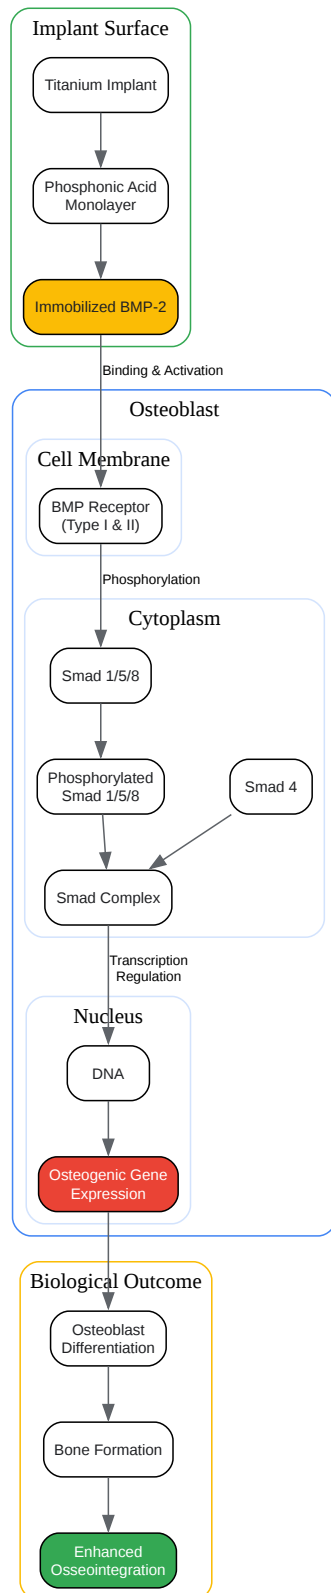 Implant Surface
Titanium Implant
Phosphonic Acid
Monolayer
Immobilized BMP-2
Binding & Activation
Osteoblast
Cell Membrane
BMP Receptor
(Type I & II)
Phosphorylation
Cytoplasm
Smad 1/5/8
Phosphorylated
Smad 1/5/8
Smad 4
Smad Complex
Transcription
Regulation
Nucleus
DNA
Osteogenic Gene
Expression
Biological Outcome
Osteoblast
Differentiation
Bone Formation
Enhanced
Osseointegration